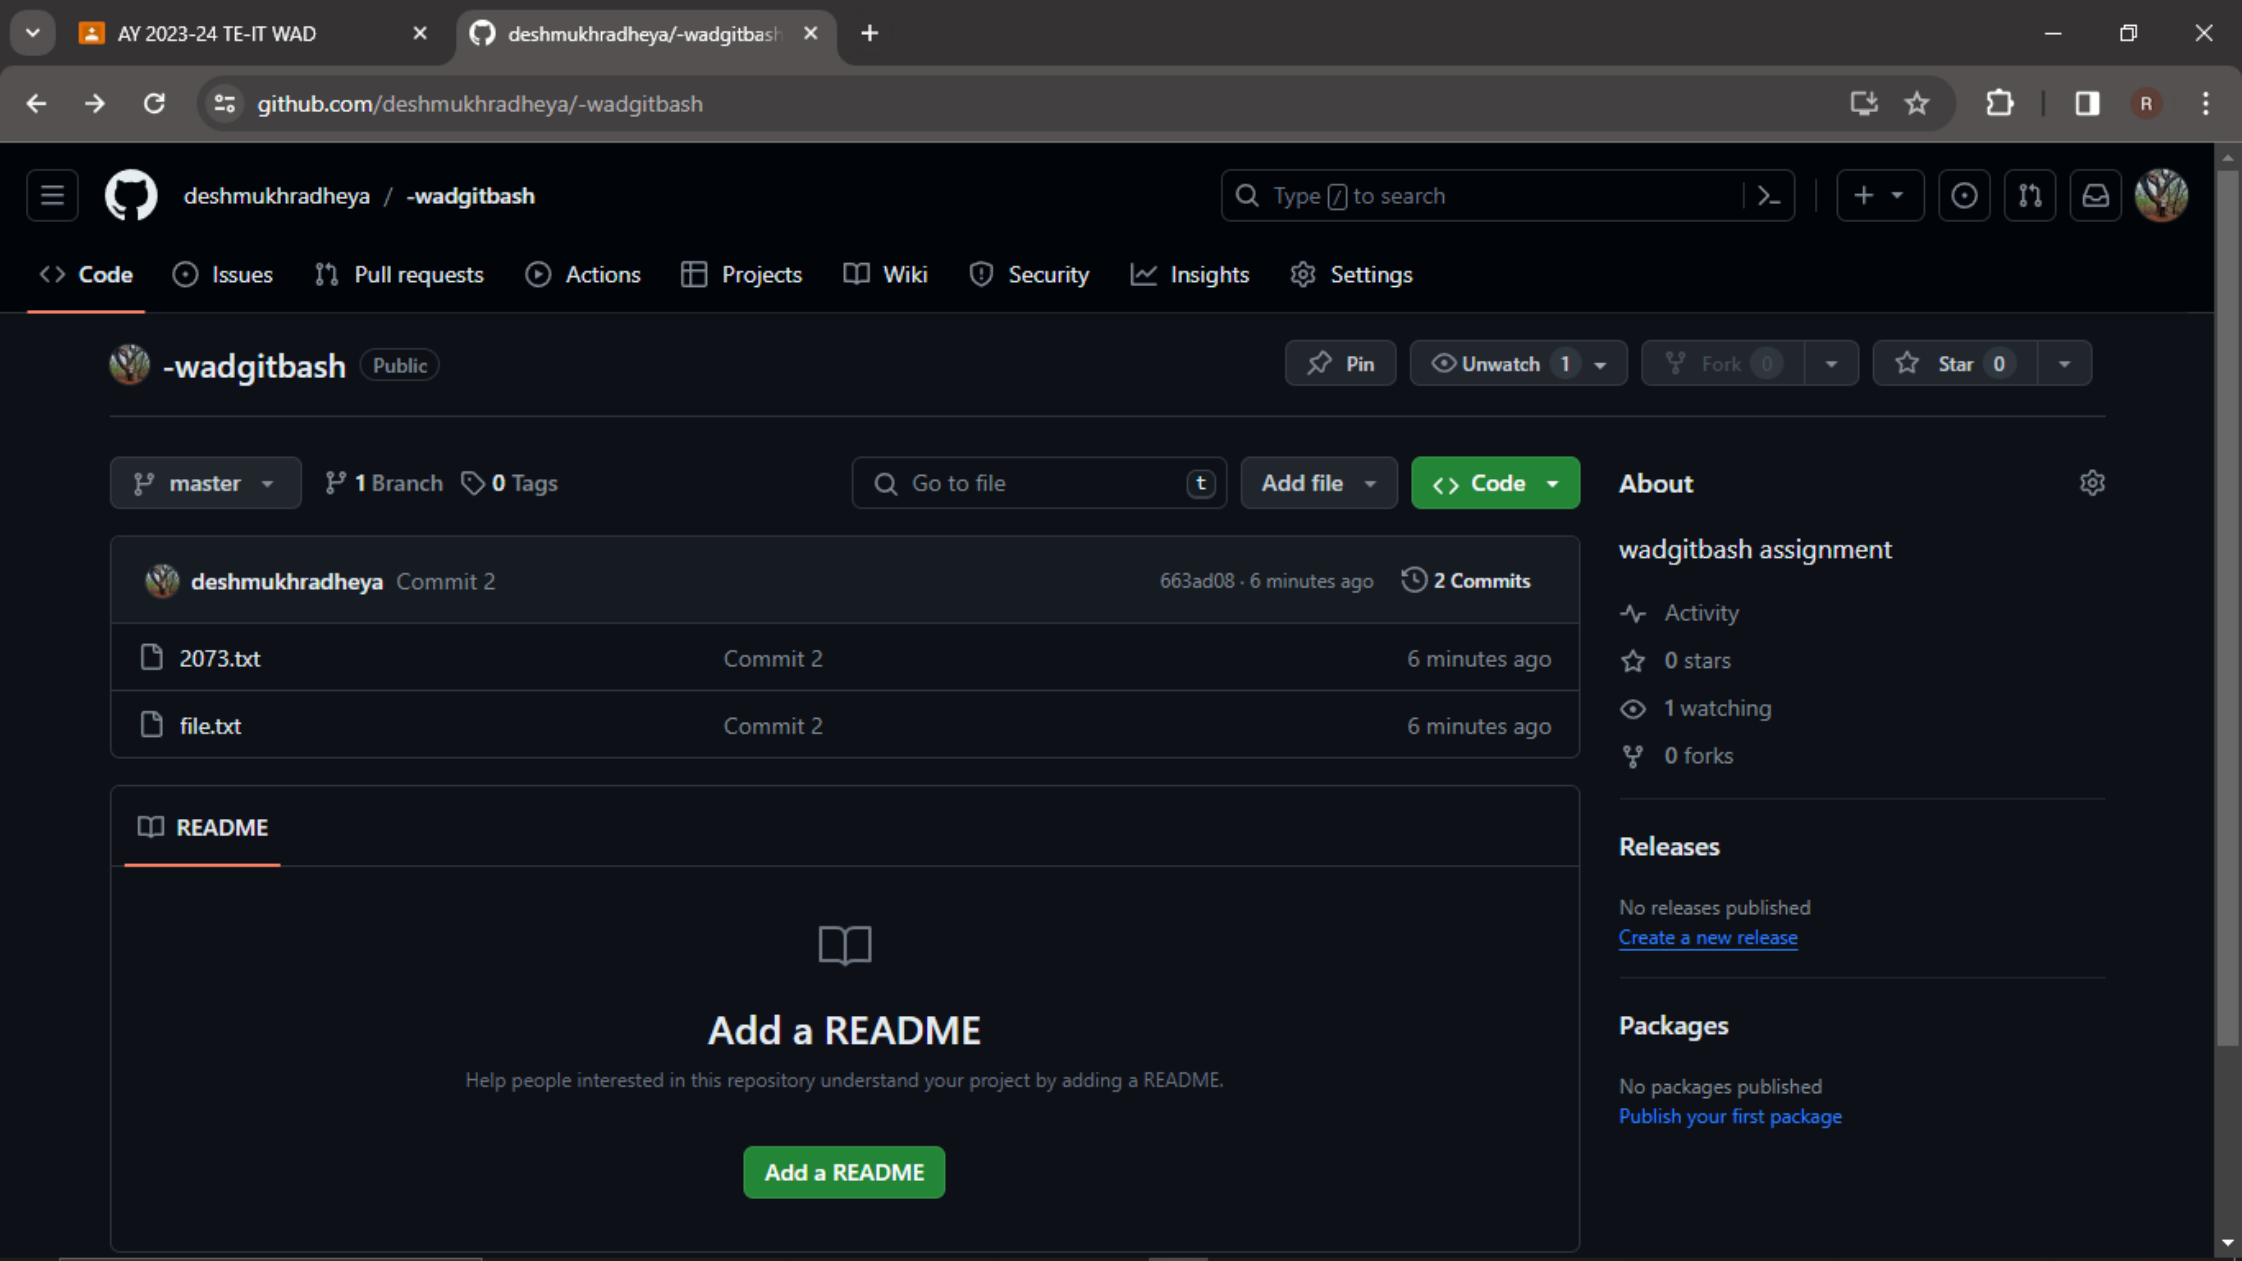 AY 2023-24 TE-IT WAD
deshmukhradheya/-wadgitbash
github.com/deshmukhradheya/-wadgitbash
R
deshmukhradheya / -wadgitbash
Type / to search
Code Issues Pull requests Actions Projects Wiki Security Insights Settings
-wadgitbash Public
Pin Unwatch 1 Fork 0 Star 0
master 1 Branch 0 Tags Go to file t Add file Code
About
wadgitbash assignment
deshmukhradheya Commit 2 663ad08 · 6 minutes ago 2 Commits
2073.txt Commit 2 6 minutes ago
file.txt Commit 2 6 minutes ago
Activity
0 stars
1 watching
0 forks
README
Add a README
Help people interested in this repository understand your project by adding a README.
Add a README
Releases
No releases published
Create a new release
Packages
No packages published
Publish your first package